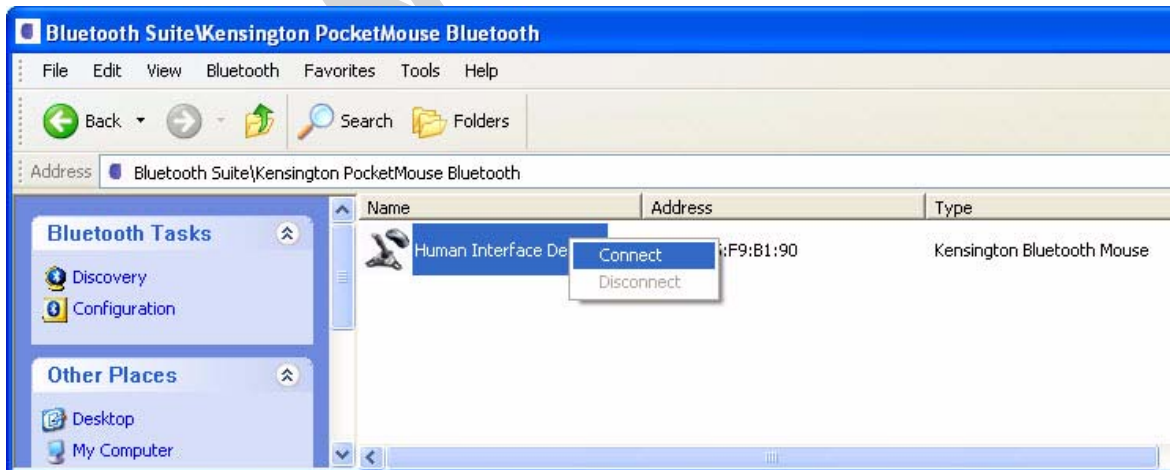 Bluetooth Suite\Kensington PocketMouse Bluetooth
File Edit View Bluetooth Favorites Tools Help
Back Search Folders
Address Bluetooth Suite\Kensington PocketMouse Bluetooth
Name Address Type
Bluetooth Tasks
Discovery
Configuration
Human Interface De :F9:B1:90 Kensington Bluetooth Mouse
Connect
Disconnect
Other Places
Desktop
My Computer